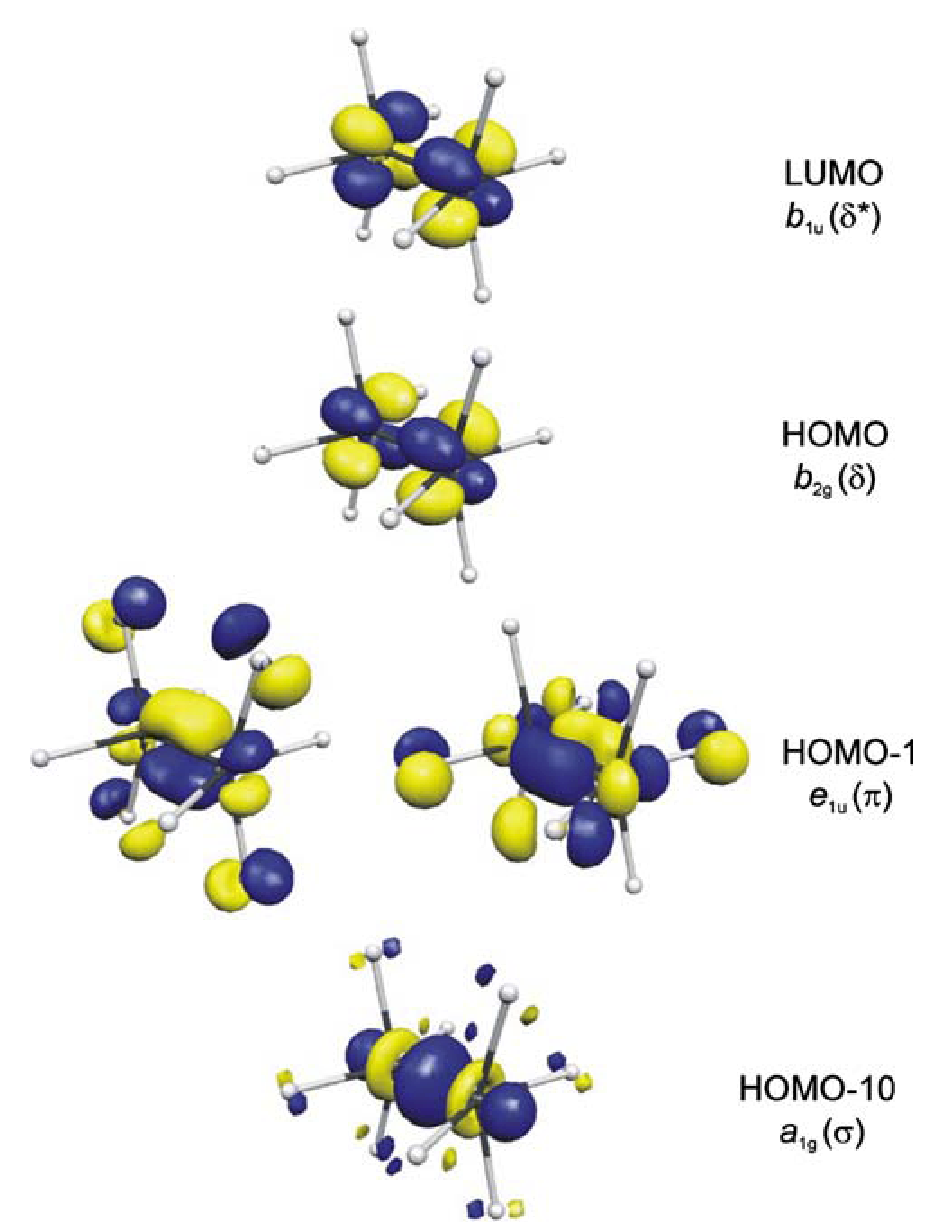 LUMO
b₁ᵤ(δ*)
HOMO
b₂g(δ)
HOMO-1
e₁ᵤ(π)
HOMO-10
a₁g(σ)